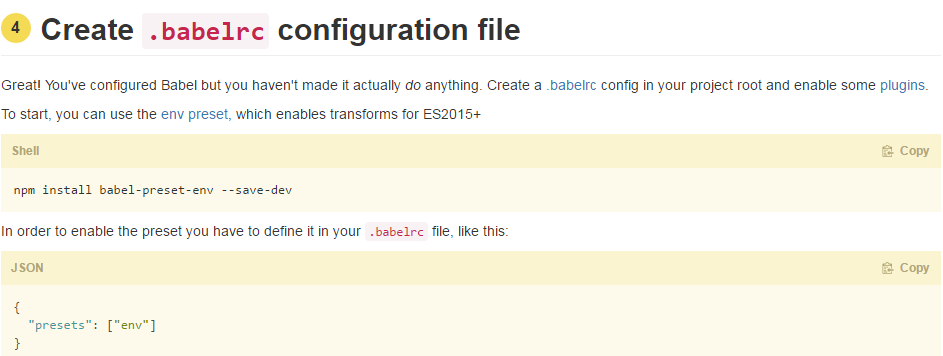 4 Create .babelrc configuration file
Great! You've configured Babel but you haven't made it actually do anything. Create a .babelrc config in your project root and enable some plugins.
To start, you can use the env preset, which enables transforms for ES2015+
Shell Copy
npm install babel-preset-env --save-dev
In order to enable the preset you have to define it in your .babelrc file, like this:
JSON Copy
{
  "presets": ["env"]
}